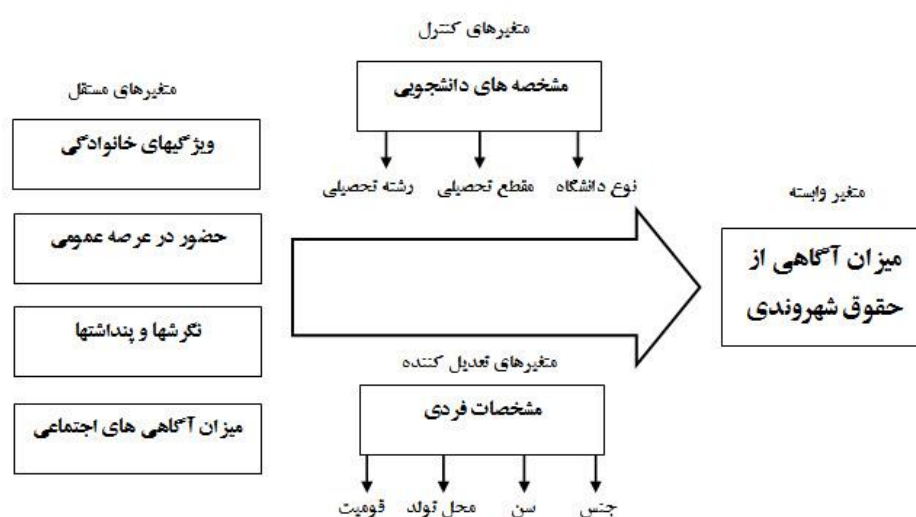 متغیرهای کنترل
مشخصه های دانشجویی
نوع دانشگاه
مقطع تحصیلی
رشته تحصیلی
متغیرهای مستقل
ویژگیهای خانوادگی
حضور در عرصه عمومی
نگرشها و پنداشتها
میزان آگاهی های اجتماعی
متغیر وابسته
میزان آگاهی از
حقوق شهروندی
متغیرهای تعدیل کننده
مشخصات فردی
جنس
سن
محل تولد
قومیت